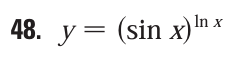 48. y = (sin x)^ln x